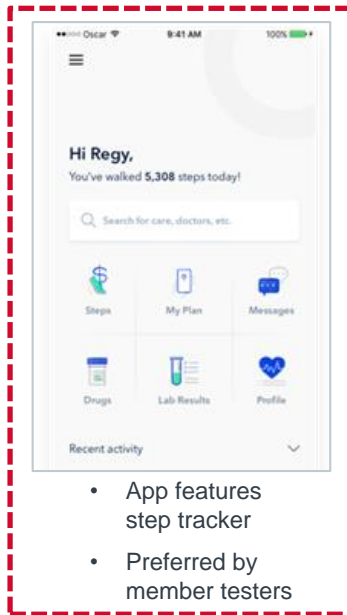 Oscar 9:41 AM 100%
Hi Regy,
You've walked 5,308 steps today!
Search for care, doctors, etc.
Steps My Plan Messages
Drugs Lab Results Profile
Recent activity
• App features
step tracker
• Preferred by
member testers